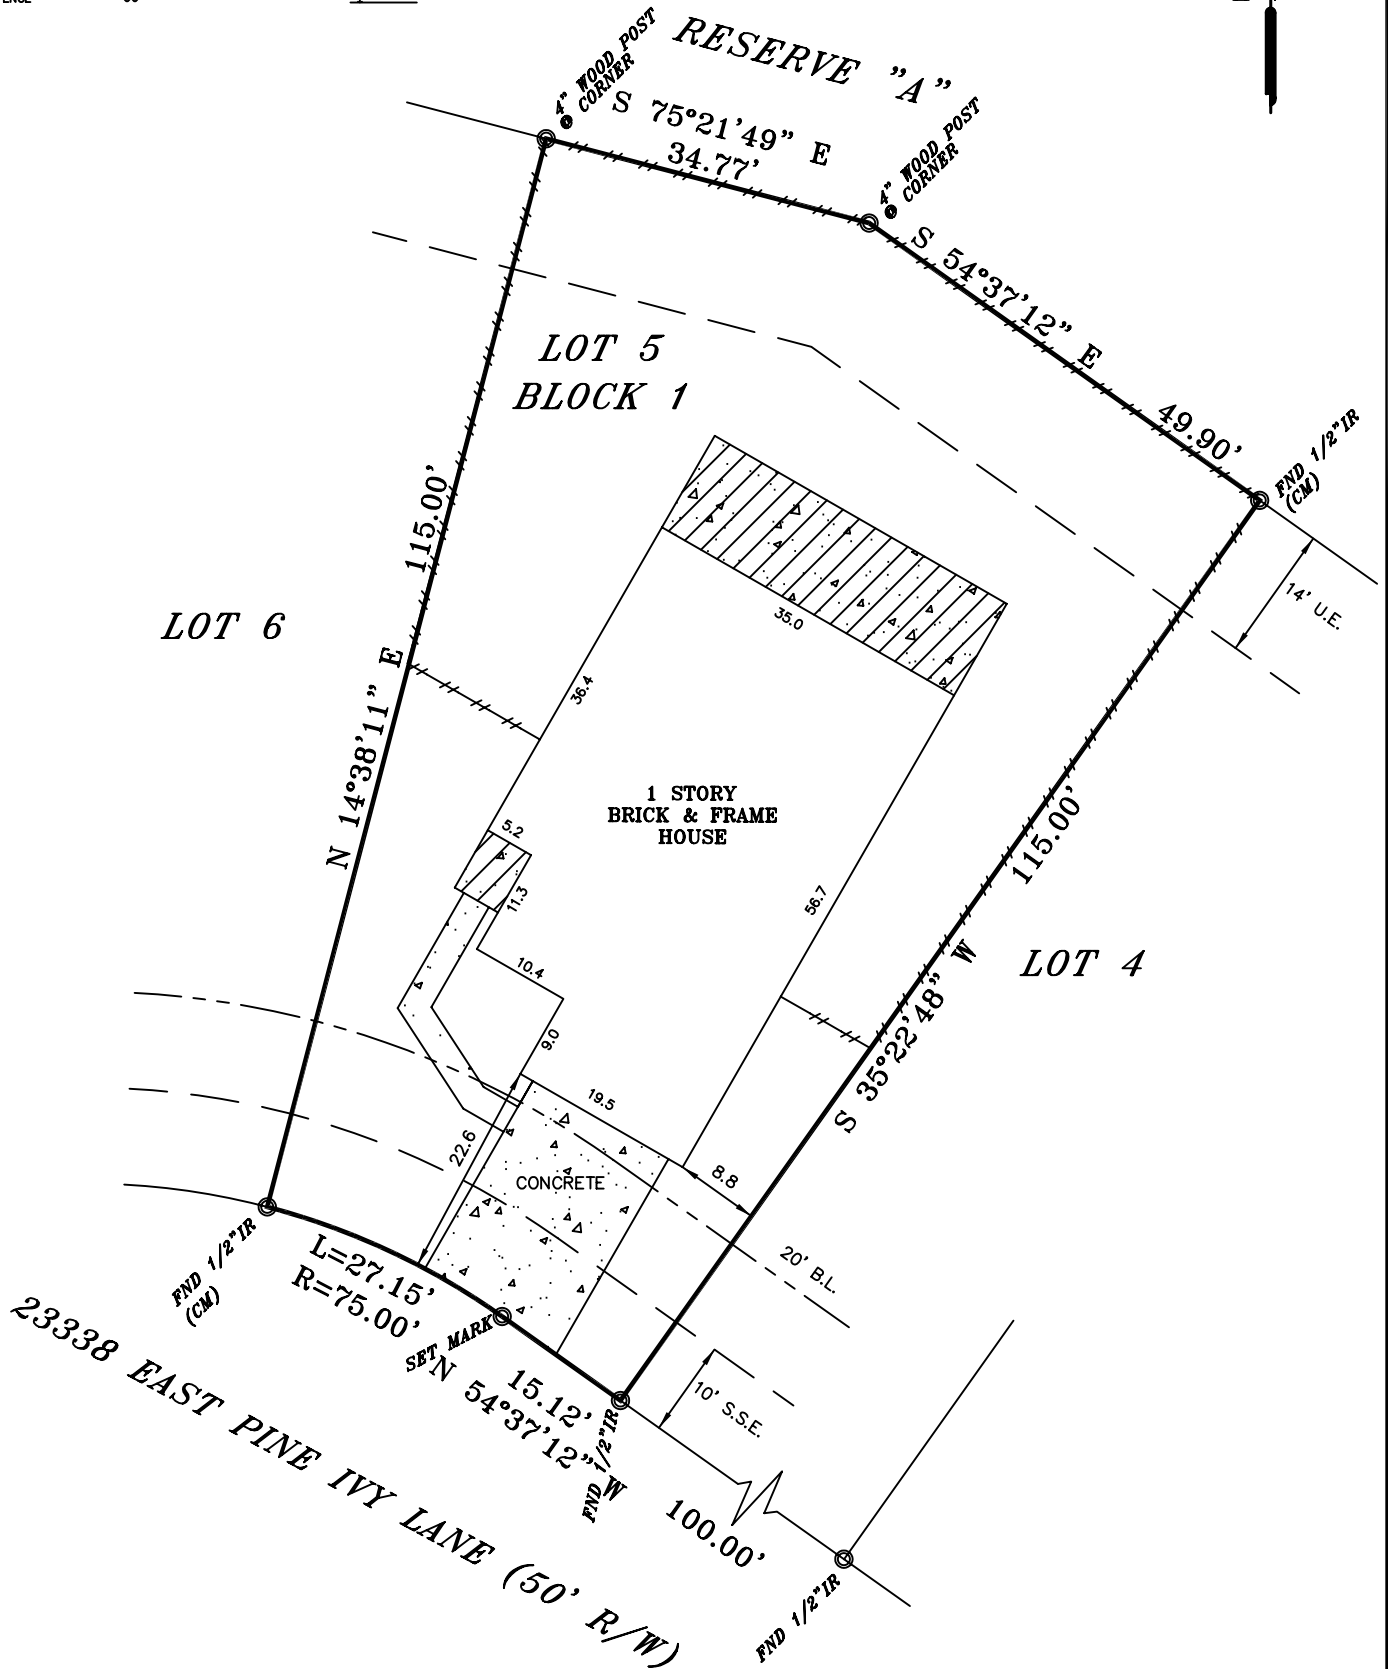 RESERVE "A"
4" WOOD POST
CORNER
S 75°21'49" E
34.77'
4" WOOD POST
CORNER
S 54°37'12" E
49.90'
FND 1/2"IR
(CM)
14' U.E.
LOT 5
BLOCK 1
115.00'
N 14°38'11" E
LOT 6
35.0
36.4
1 STORY
BRICK & FRAME
HOUSE
5.2
11.3
10.4
9.0
56.7
115.00'
S 35°22'48" W
LOT 4
19.5
22.6
8.8
CONCRETE
20' B.L.
FND 1/2"IR
(CM)
L=27.15'
R=75.00'
SET MARK
15.12'
N 54°37'12" W
FND 1/2"IR
10' S.S.E.
100.00'
FND 1/2"IR
23338 EAST PINE IVY LANE (50' R/W)